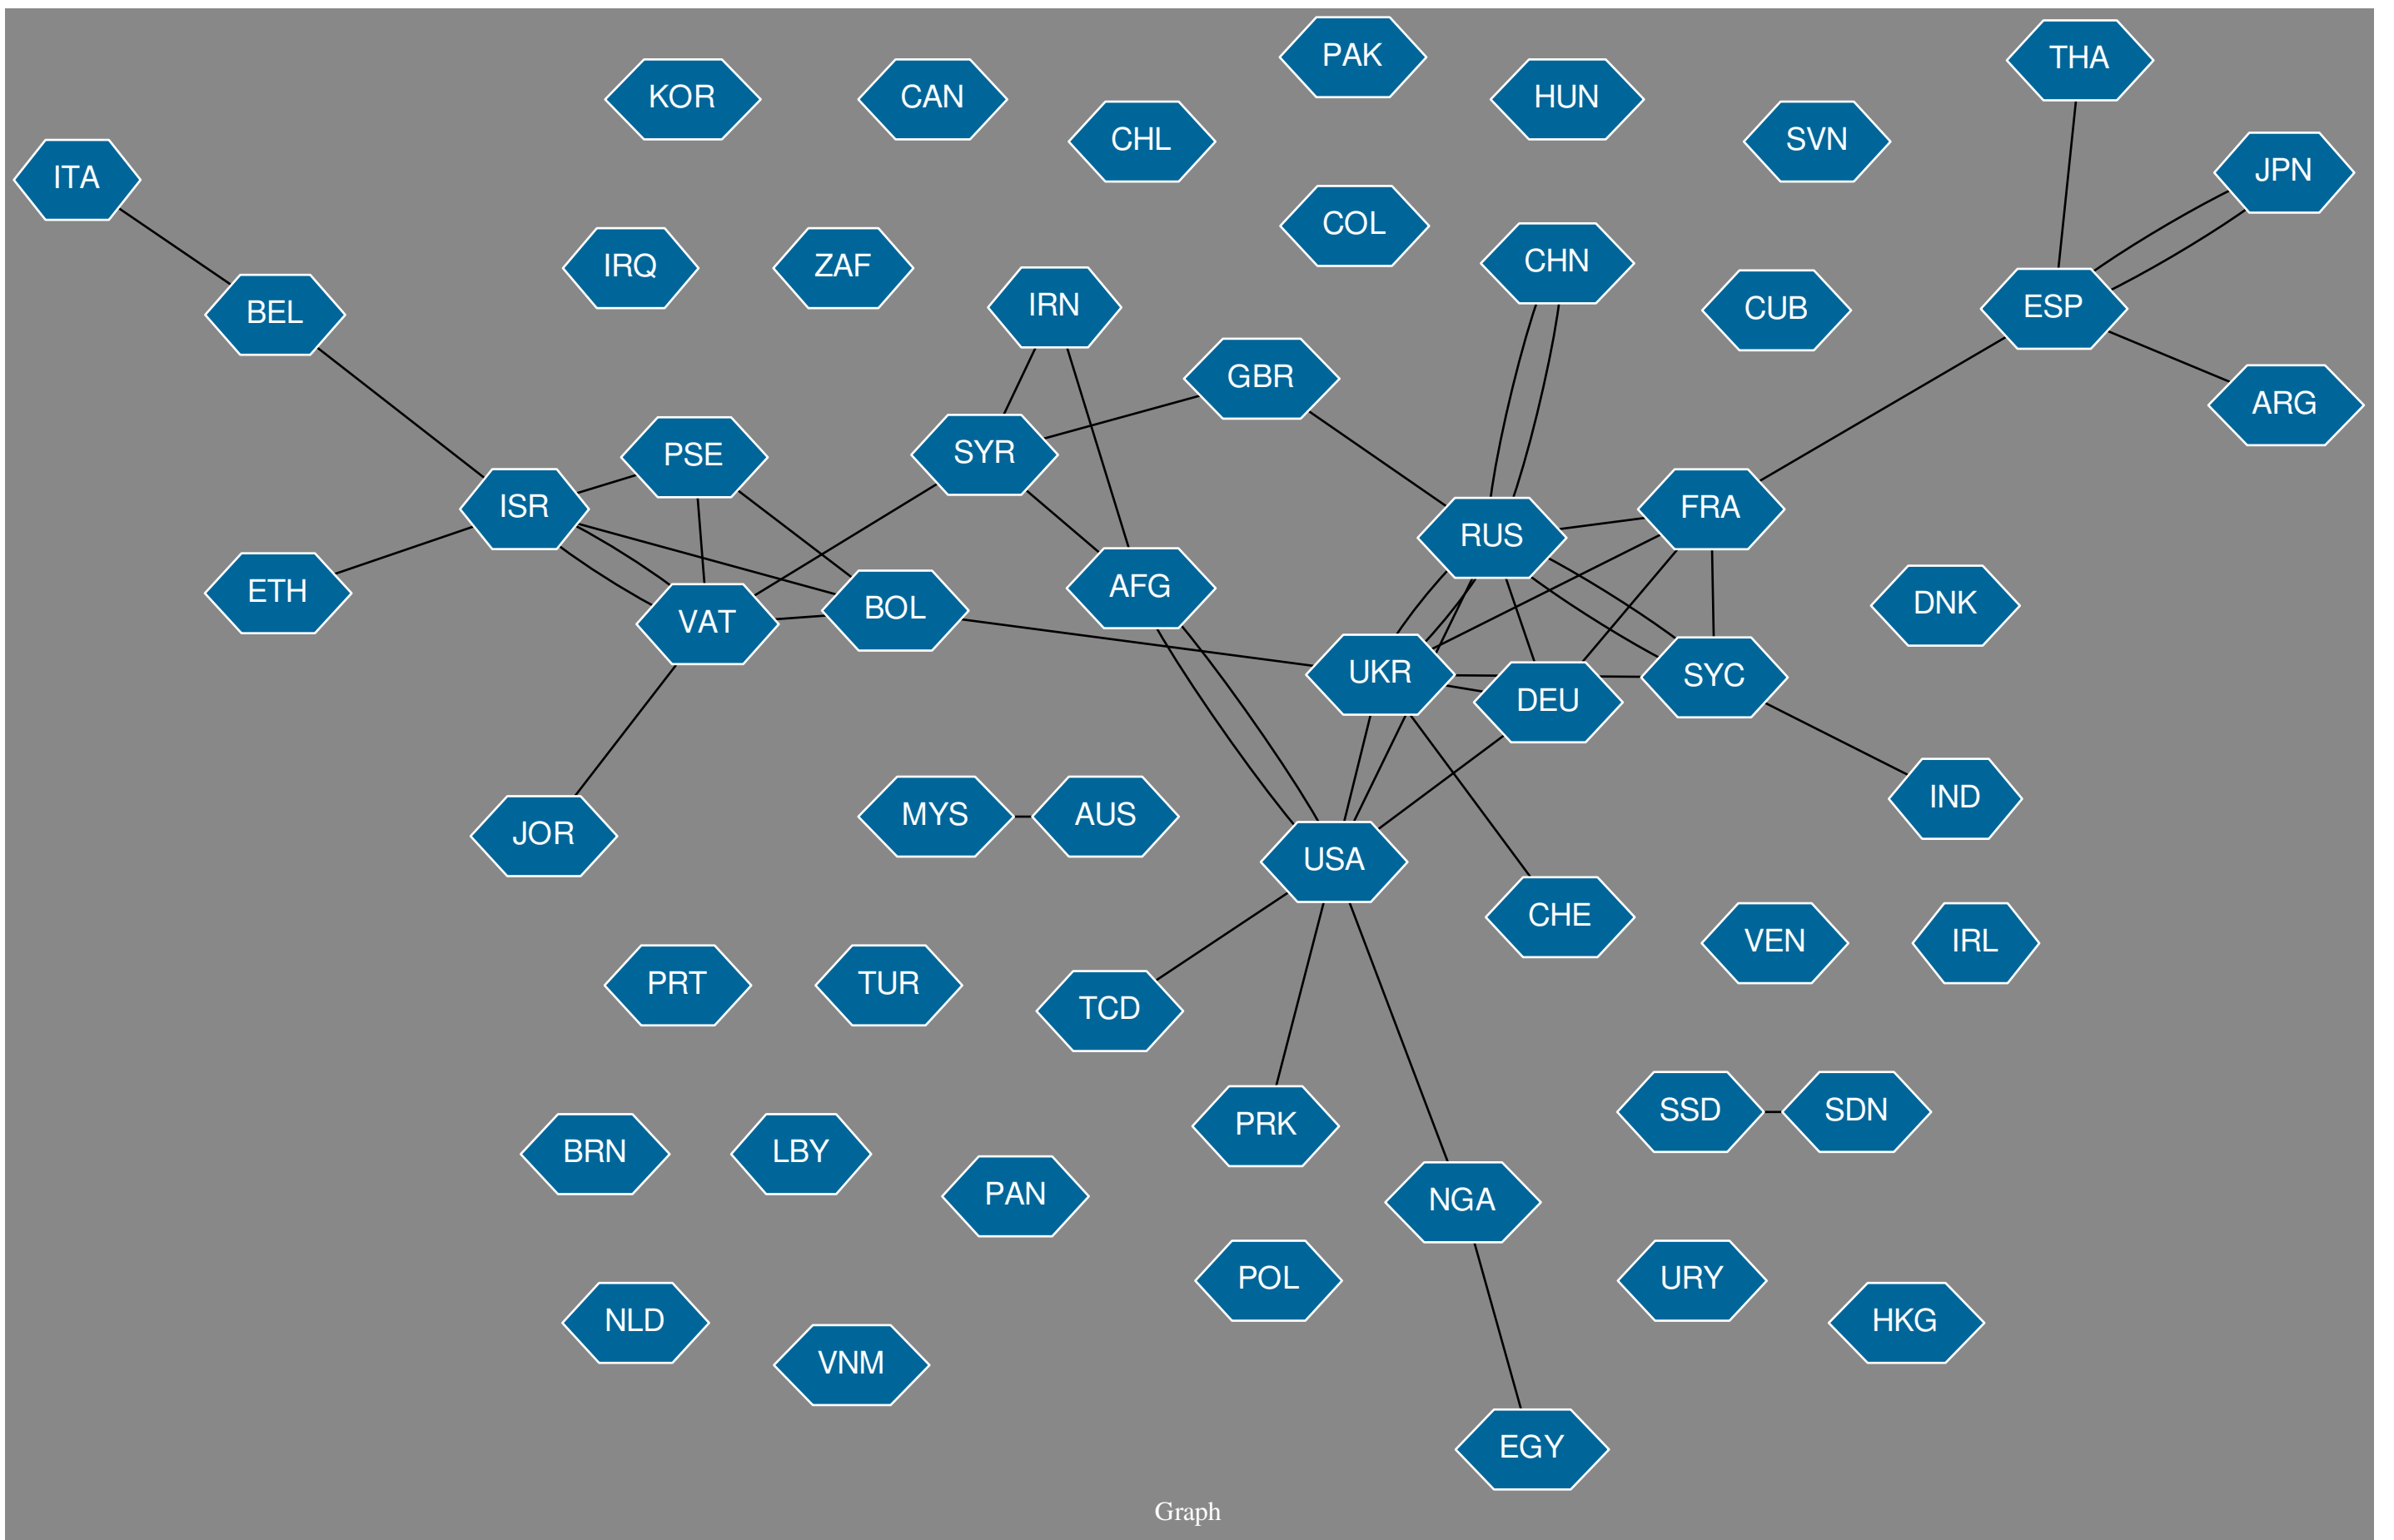 PAK
THA
KOR
CAN
HUN
CHL
SVN
ITA
JPN
COL
IRQ
ZAF
CHN
BEL
IRN
CUB
ESP
GBR
ARG
PSE
SYR
ISR
FRA
RUS
ETH
AFG
DNK
VAT
BOL
UKR
SYC
DEU
IND
JOR
MYS
AUS
USA
CHE
VEN
IRL
PRT
TUR
TCD
PRK
SSD
SDN
BRN
LBY
PAN
NGA
POL
URY
NLD
HKG
VNM
EGY
Graph